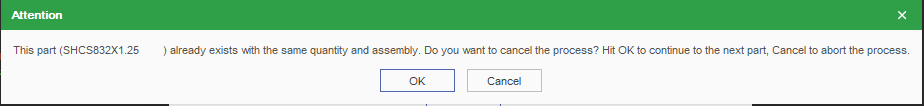 Attention
This part (SHCS832X1.25 ) already exists with the same quantity and assembly. Do you want to cancel the process? Hit OK to continue to the next part, Cancel to abort the process.
OK Cancel